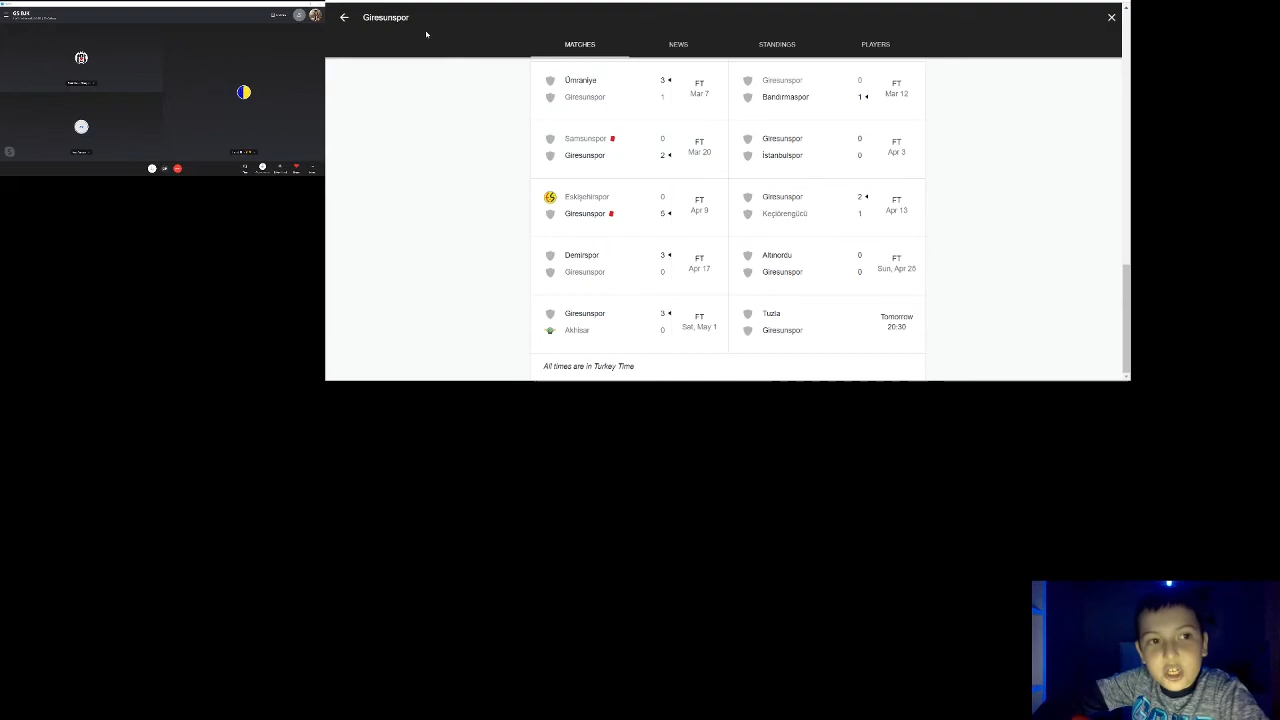 GS BJK
Giresunspor
MATCHES NEWS STANDINGS PLAYERS
Ümraniye 3
Giresunspor 1
FT
Mar 7
Giresunspor 0
Bandırmaspor 1
FT
Mar 12
Samsunspor 0
Giresunspor 2
FT
Mar 20
Giresunspor 0
İstanbulspor 0
FT
Apr 3
Eskişehirspor 0
Giresunspor 5
FT
Apr 9
Giresunspor 2
Keçiörengücü 1
FT
Apr 13
Demirspor 3
Giresunspor 0
FT
Apr 17
Altınordu 0
Giresunspor 0
FT
Sun, Apr 25
Giresunspor 3
Akhisar 0
FT
Sat, May 1
Tuzla
Giresunspor
Tomorrow
20:30
All times are in Turkey Time